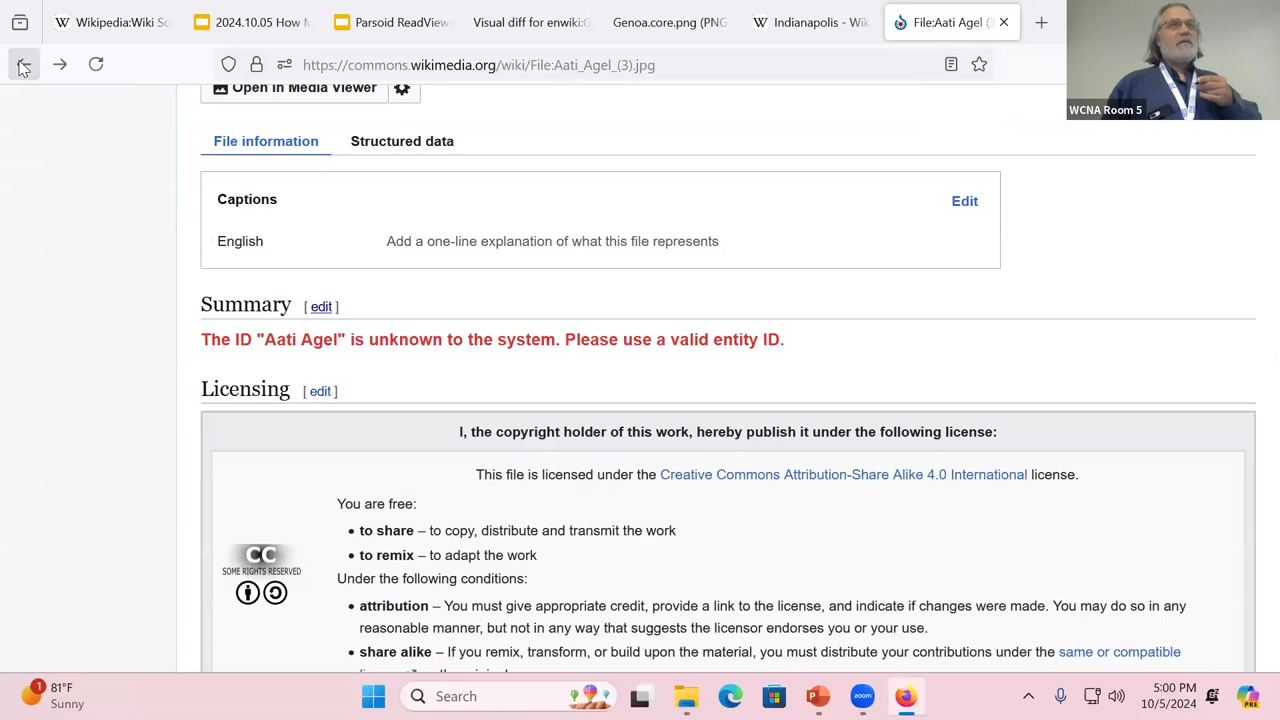 Wikipedia:Wiki Sc
2024.10.05 How M
Parsoid ReadView
Visual diff for enwiki:G
Genoa.core.png (PNG
Indianapolis - Wik
File:Aati Agel (3
https://commons.wikimedia.org/wiki/File:Aati_Agel_(3).jpg
WCNA Room 5
Open in Media Viewer
File information
Structured data
Captions
Edit
English
Add a one-line explanation of what this file represents
Summary [ edit ]
The ID "Aati Agel" is unknown to the system. Please use a valid entity ID.
Licensing [ edit ]
I, the copyright holder of this work, hereby publish it under the following license:
This file is licensed under the Creative Commons Attribution-Share Alike 4.0 International license.
You are free:
• to share – to copy, distribute and transmit the work
• to remix – to adapt the work
Under the following conditions:
• attribution – You must give appropriate credit, provide a link to the license, and indicate if changes were made. You may do so in any
reasonable manner, but not in any way that suggests the licensor endorses you or your use.
• share alike – If you remix, transform, or build upon the material, you must distribute your contributions under the same or compatible
CC
SOME RIGHTS RESERVED
1
81°F
Sunny
Search
zoom
5:00 PM
10/5/2024
PRE